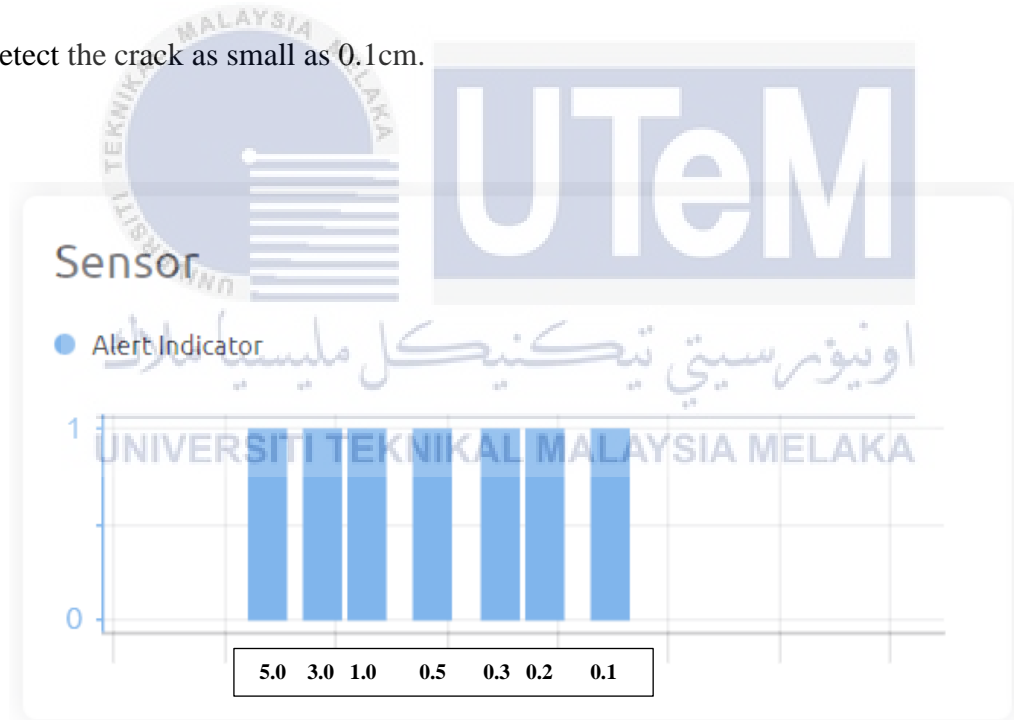 etect the crack as small as 0.1cm.
UNIVERSITI TEKNIKAL MALAYSIA MELAKA
UTeM
Sensor
Alert Indicator
اونيۏرسيتي تيكنيكل مليسيا ملاك
1
UNIVERSITI TEKNIKAL MALAYSIA MELAKA
0
5.0 3.0 1.0 0.5 0.3 0.2 0.1